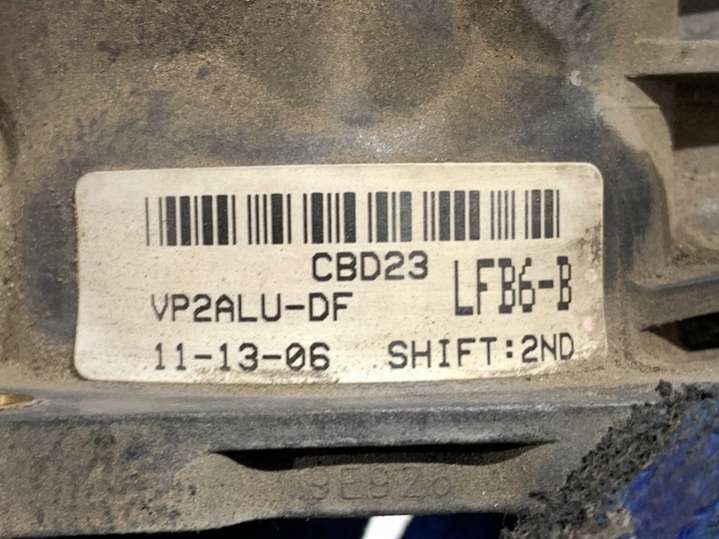 CBD23
VP2ALU-DF LFB6-B
11-13-06 SHIFT:2ND